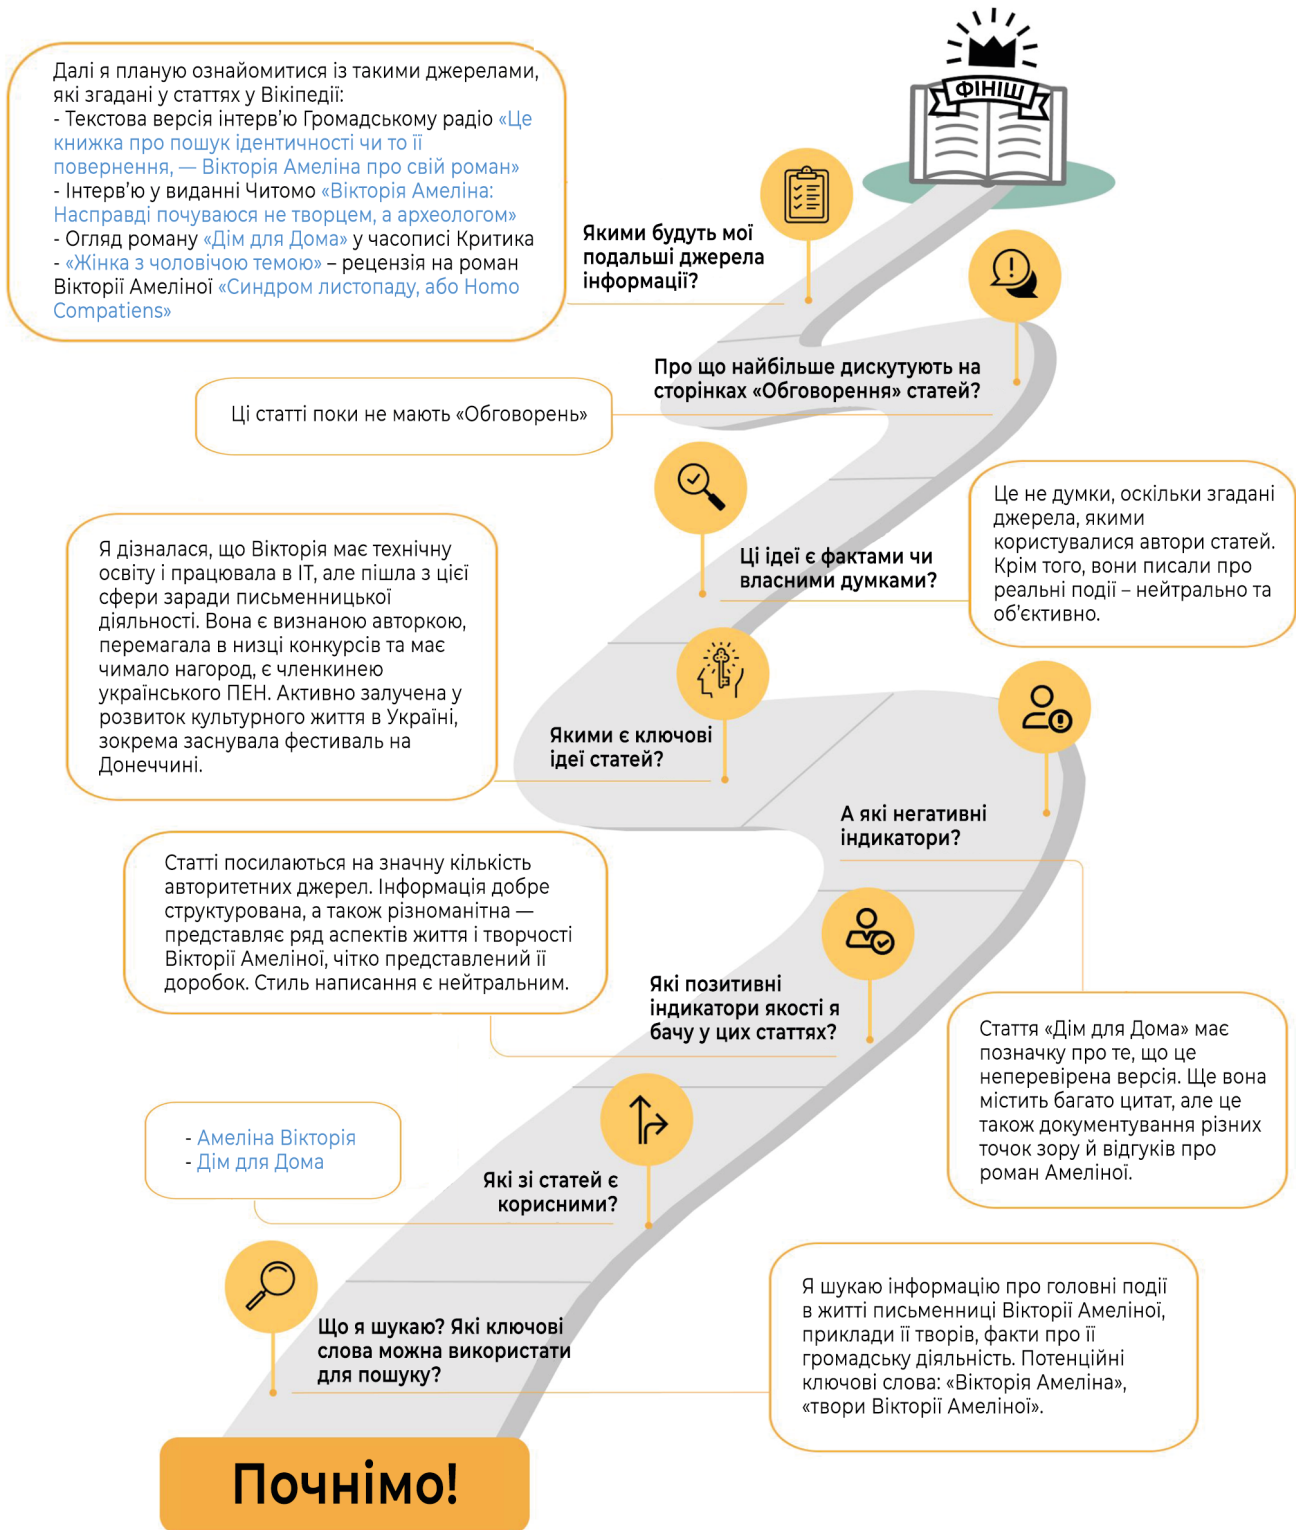 ФІНІШ
Далі я планую ознайомитися із такими джерелами,
які згадані у статтях у Вікіпедії:
- Текстова версія інтерв’ю Громадському радіо «Це
книжка про пошук ідентичності чи то її
повернення, — Вікторія Амеліна про свій роман»
- Інтерв’ю у виданні Читомо «Вікторія Амеліна:
Насправді почуваюся не творцем, а археологом»
- Огляд роману «Дім для Дома» у часописі Критика
- «Жінка з чоловічою темою» – рецензія на роман
Вікторії Амеліної «Синдром листопаду, або Homo
Compatiens»
Якими будуть мої
подальші джерела
інформації?
Про що найбільше дискутують на
сторінках «Обговорення» статей?
Ці статті поки не мають «Обговорень»
Це не думки, оскільки згадані
джерела, якими
користувалися автори статей.
Крім того, вони писали про
реальні події – нейтрально та
об’єктивно.
Ці ідеї є фактами чи
власними думками?
Я дізналася, що Вікторія має технічну
освіту і працювала в ІТ, але пішла з цієї
сфери заради письменницької
діяльності. Вона є визнаною авторкою,
перемагала в низці конкурсів та має
чимало нагород, є членкинею
українського ПЕН. Активно залучена у
розвиток культурного життя в Україні,
зокрема заснувала фестиваль на
Донеччині.
Якими є ключові
ідеї статей?
А які негативні
індикатори?
Статті посилаються на значну кількість
авторитетних джерел. Інформація добре
структурована, а також різноманітна —
представляє ряд аспектів життя і творчості
Вікторії Амеліної, чітко представлений її
доробок. Стиль написання є нейтральним.
Які позитивні
індикатори якості я
бачу у цих статтях?
Стаття «Дім для Дома» має
позначку про те, що це
неперевірена версія. Ще вона
містить багато цитат, але це
також документування різних
точок зору й відгуків про
роман Амеліної.
- Амеліна Вікторія
- Дім для Дома
Які зі статей є
корисними?
Я шукаю інформацію про головні події
в житті письменниці Вікторії Амеліної,
приклади її творів, факти про її
громадську діяльність. Потенційні
ключові слова: «Вікторія Амеліна»,
«твори Вікторії Амеліної».
Що я шукаю? Які ключові
слова можна використати
для пошуку?
Почнімо!